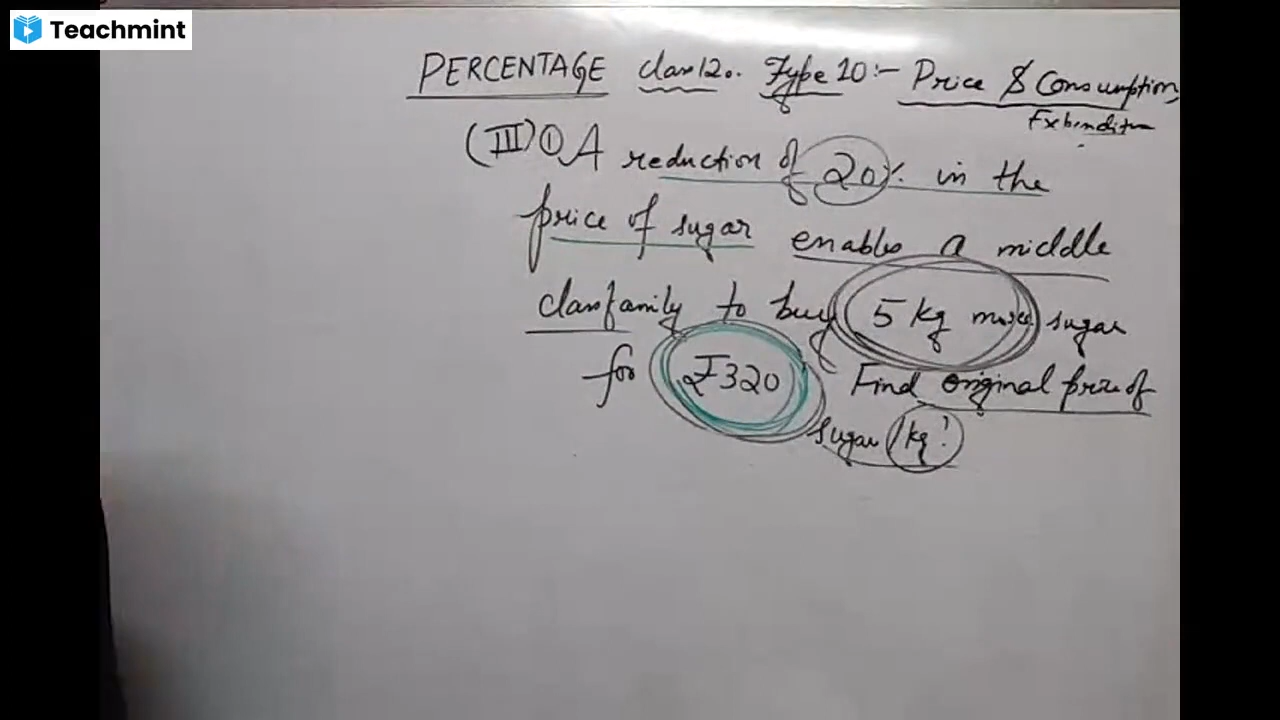 Teachmint
PERCENTAGE class 12. Type 10:- Price & Consumption,
Expenditure
(III) ① A reduction of 20% in the
price of sugar enables a middle
class family to buy 5 kg more sugar
for ₹320 Find original price of
sugar /kg?